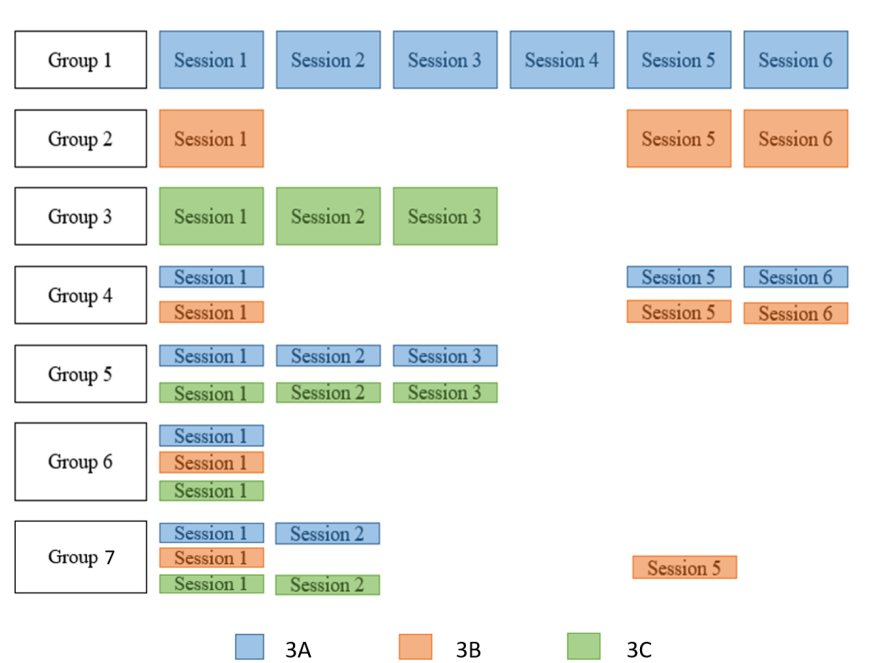 Group 1 Session 1 Session 2 Session 3 Session 4 Session 5 Session 6
Group 2 Session 1 Session 5 Session 6
Group 3 Session 1 Session 2 Session 3
Group 4
Session 1 Session 5 Session 6
Session 1 Session 5 Session 6
Group 5
Session 1 Session 2 Session 3
Session 1 Session 2 Session 3
Group 6
Session 1
Session 1
Session 1
Group 7
Session 1 Session 2
Session 1 Session 5
Session 1 Session 2
3A 3B 3C